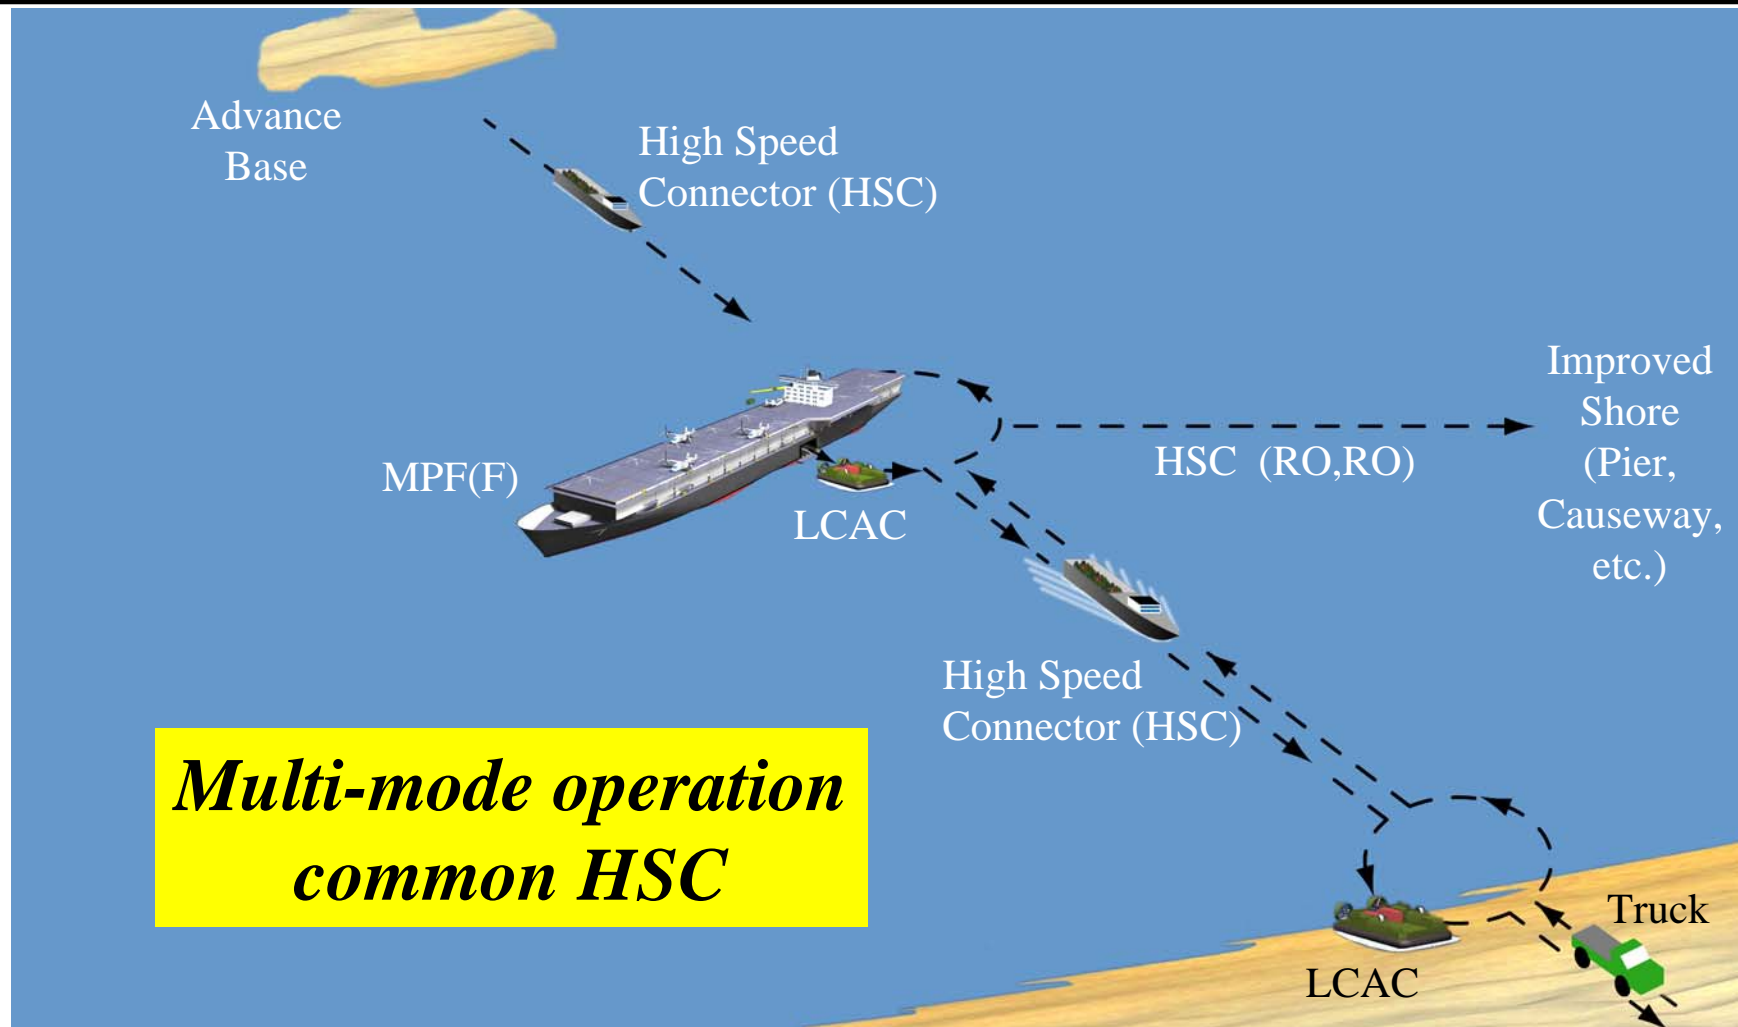 Advance
Base
High Speed
Connector (HSC)
Improved
Shore
(Pier,
Causeway,
etc.)
HSC (RO,RO)
MPF(F)
LCAC
High Speed
Connector (HSC)
Multi-mode operation
common HSC
Truck
LCAC